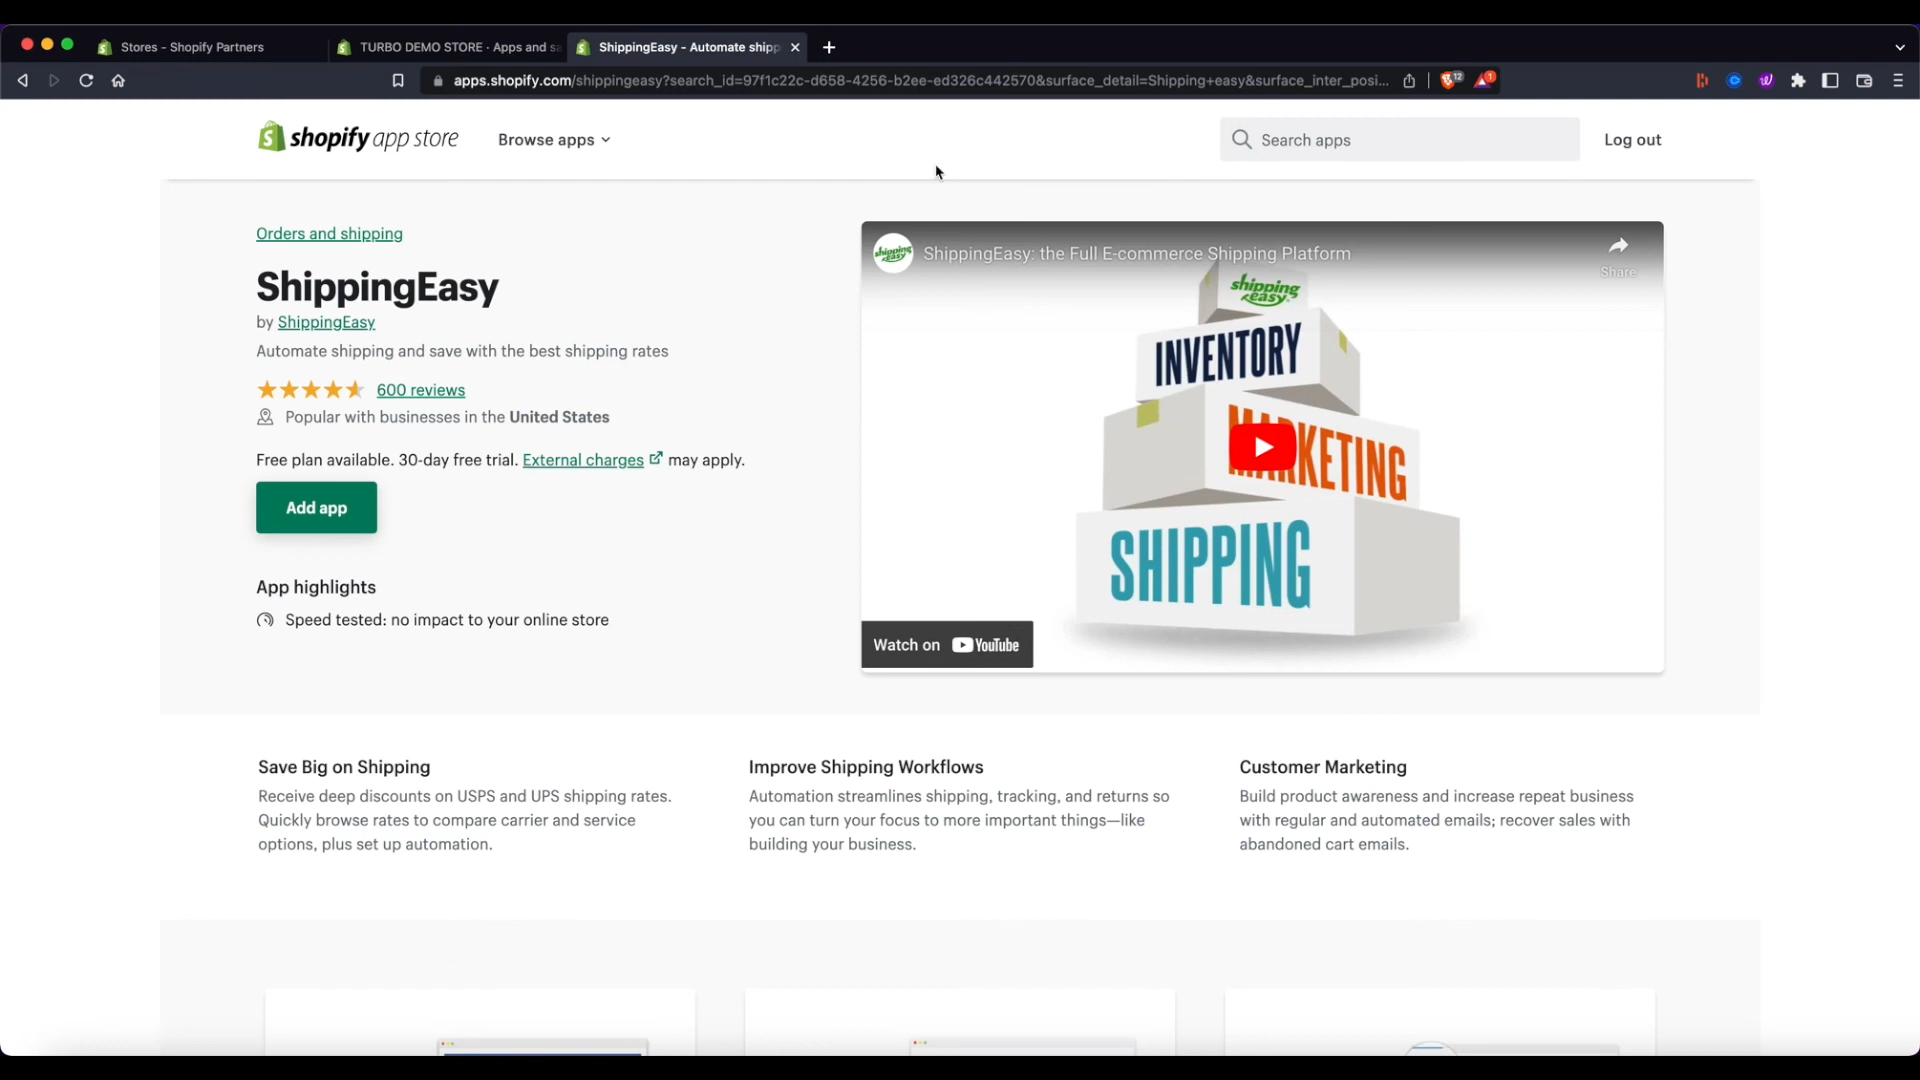 Stores - Shopify Partners
TURBO DEMO STORE · Apps and sa
ShippingEasy - Automate shipp
apps.shopify.com/shippingeasy?search_id=97f1c22c-d658-4256-b2ee-ed326c442570&surface_detail=Shipping+easy&surface_inter_posi...
12
1
shopify app store
Browse apps
Search apps
Log out
Orders and shipping
ShippingEasy
by ShippingEasy
Automate shipping and save with the best shipping rates
600 reviews
Popular with businesses in the United States
Free plan available. 30-day free trial. External charges may apply.
Add app
App highlights
Speed tested: no impact to your online store
shipping easy
ShippingEasy: the Full E-commerce Shipping Platform
Share
shipping
easy
INVENTORY
MARKETING
SHIPPING
Watch on YouTube
Save Big on Shipping
Receive deep discounts on USPS and UPS shipping rates.
Quickly browse rates to compare carrier and service
options, plus set up automation.
Improve Shipping Workflows
Automation streamlines shipping, tracking, and returns so
you can turn your focus to more important things—like
building your business.
Customer Marketing
Build product awareness and increase repeat business
with regular and automated emails; recover sales with
abandoned cart emails.